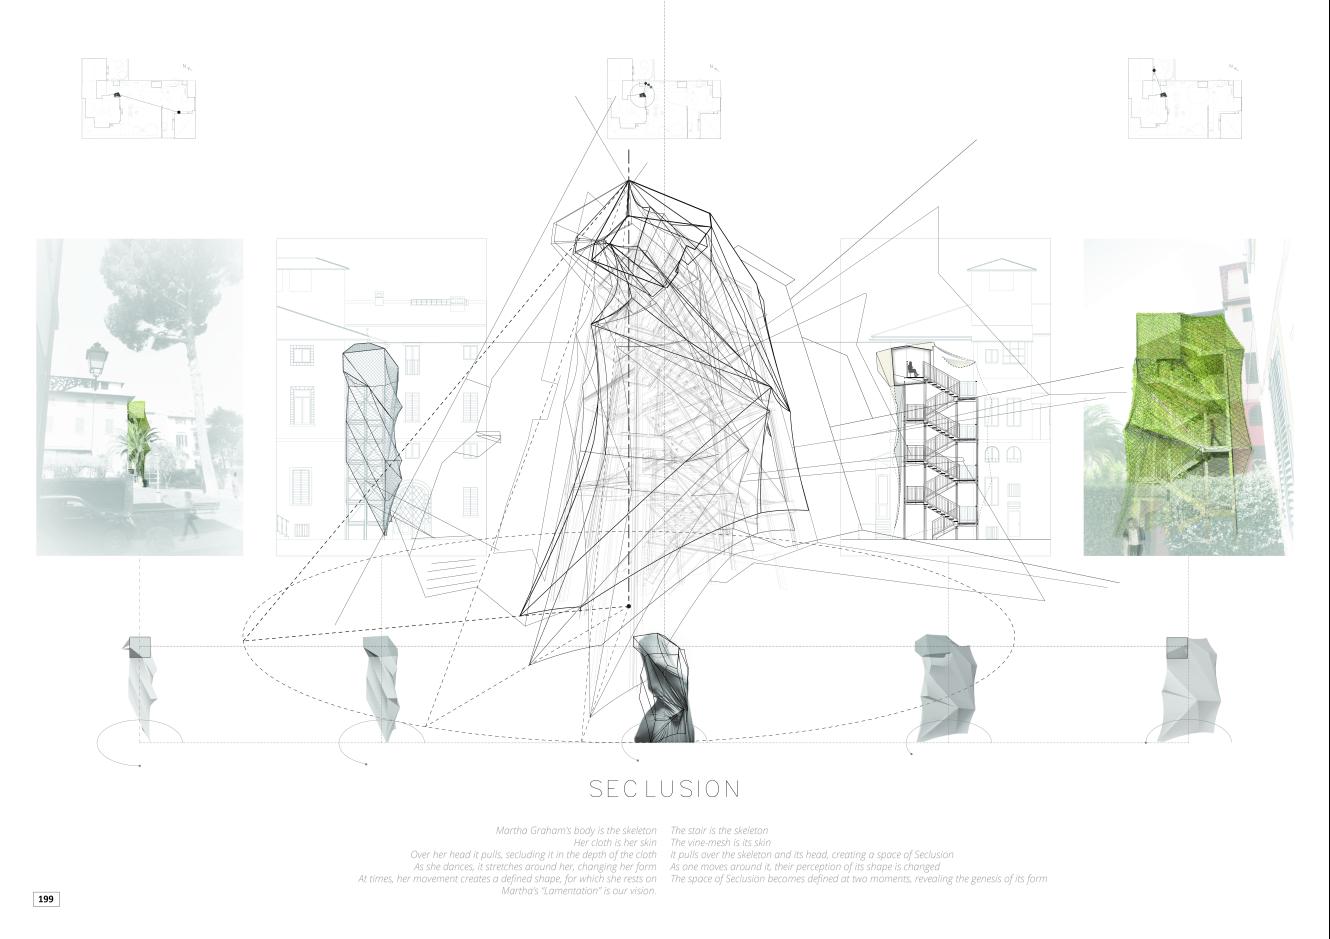 SECLUSION
Martha Graham's body is the skeleton
Her cloth is her skin
Over her head it pulls, secluding it in the depth of the cloth
As she dances, it stretches around her, changing her form
At times, her movement creates a defined shape, for which she rests on
Martha's "Lamentation" is our vision.
The stair is the skeleton
The vine-mesh is its skin
It pulls over the skeleton and its head, creating a space of Seclusion
As one moves around it, their perception of its shape is changed
The space of Seclusion becomes defined at two moments, revealing the genesis of its form
199